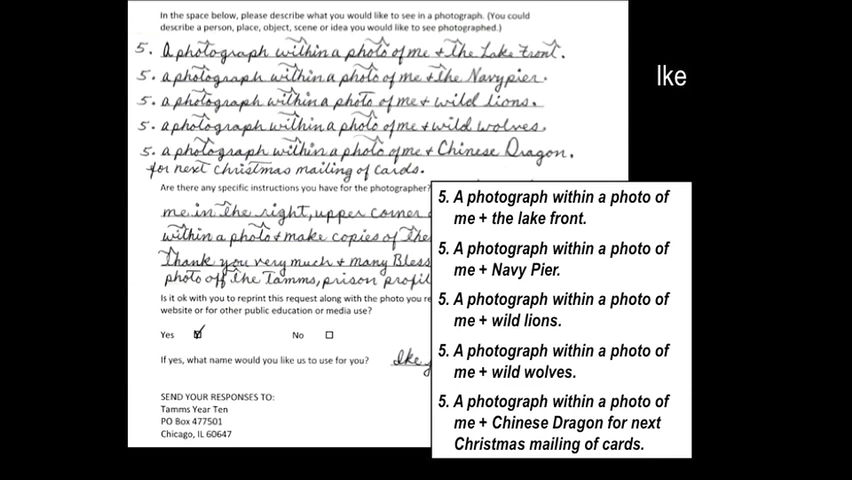 In the space below, please describe what you would like to see in a photograph. (You could
describe a person, place, object, scene or idea you would like to see photographed.)
5. A photograph within a photo of me + the Lake Front.
5. a photograph within a photo of me + the Navy pier.
5. a photograph within a photo of me + wild lions.
5. a photograph within a photo of me + wild wolves.
5. a photograph within a photo of me + Chinese Dragon.
for next Christmas mailing of cards.
Are there any specific instructions you have for the photographer?
me in the right, upper corner
within a photo + make copies of the
Thank you very much + many Bless
photo off the Tamms, prison profil
Is it ok with you to reprint this request along with the photo you re
website or for other public education or media use?
Yes No
If yes, what name would you like us to use for you? Ike
SEND YOUR RESPONSES TO:
Tamms Year Ten
PO Box 477501
Chicago, IL 60647
Ike
5. A photograph within a photo of
me + the lake front.
5. A photograph within a photo of
me + Navy Pier.
5. A photograph within a photo of
me + wild lions.
5. A photograph within a photo of
me + wild wolves.
5. A photograph within a photo of
me + Chinese Dragon for next
Christmas mailing of cards.